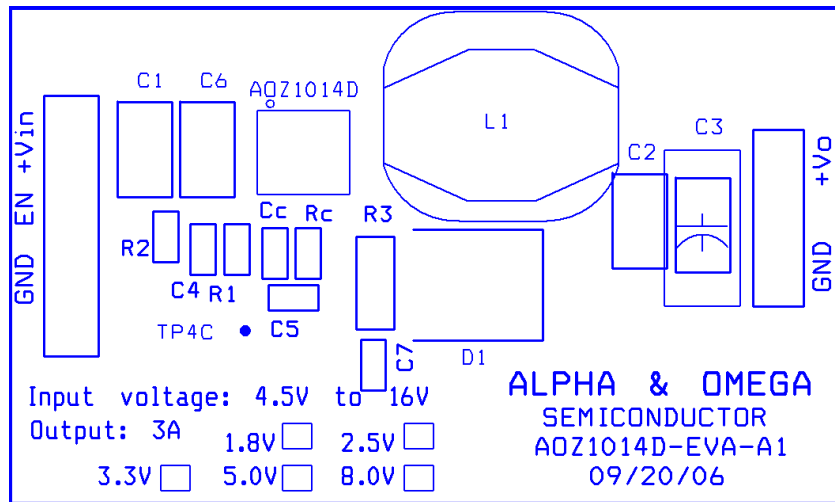 C1
C6
AOZ1014D
L1
C3
C2
GND EN +Vin
+Vo
GND
Cc
Rc
R3
R2
C4
R1
C5
TP4C
C7
D1
Input voltage: 4.5V to 16V
Output: 3A
1.8V
2.5V
3.3V
5.0V
8.0V
ALPHA & OMEGA
SEMICONDUCTOR
AOZ1014D-EVA-A1
09/20/06